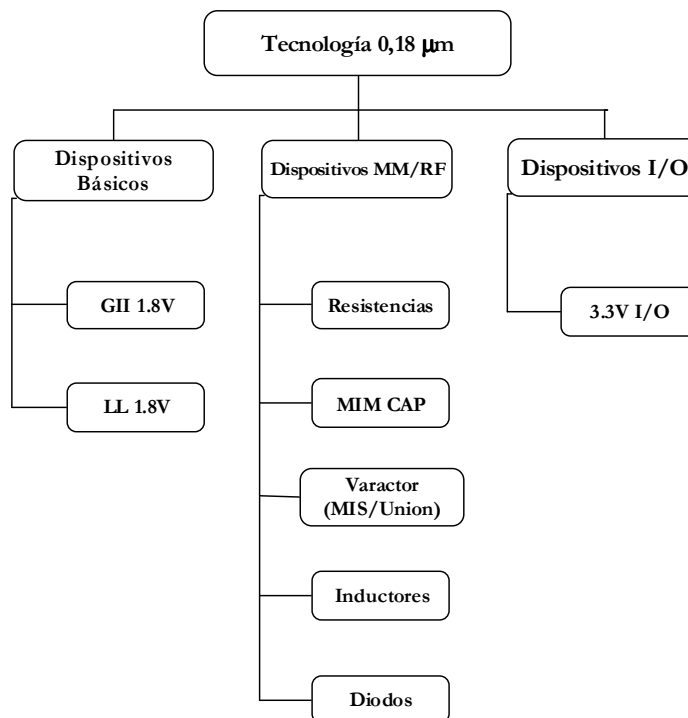 Tecnología 0,18 µm
Dispositivos
Básicos
Dispositivos MM/RF
Dispositivos I/O
GII 1.8V
LL 1.8V
Resistencias
MIM CAP
Varactor
(MIS/Union)
Inductores
Diodos
3.3V I/O